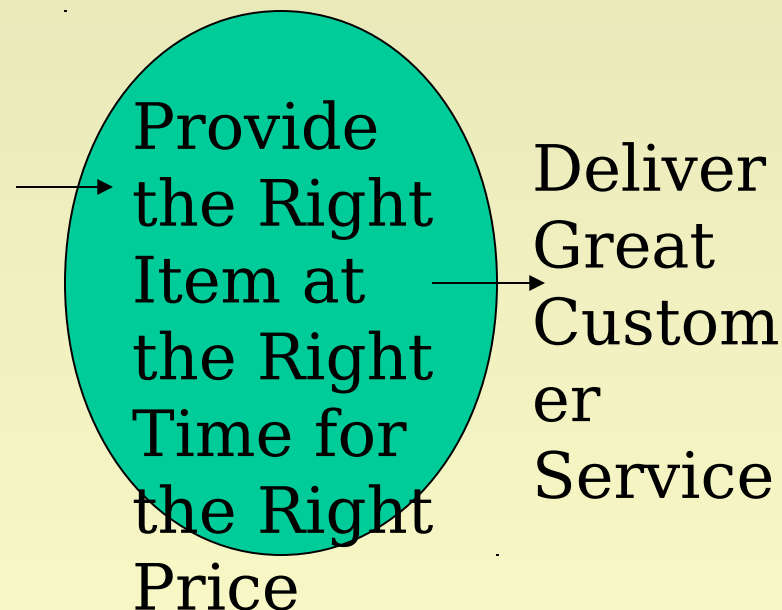 Provide
the Right
Item at
the Right
Time for
the Right
Price
Deliver
Great
Custom
er
Service